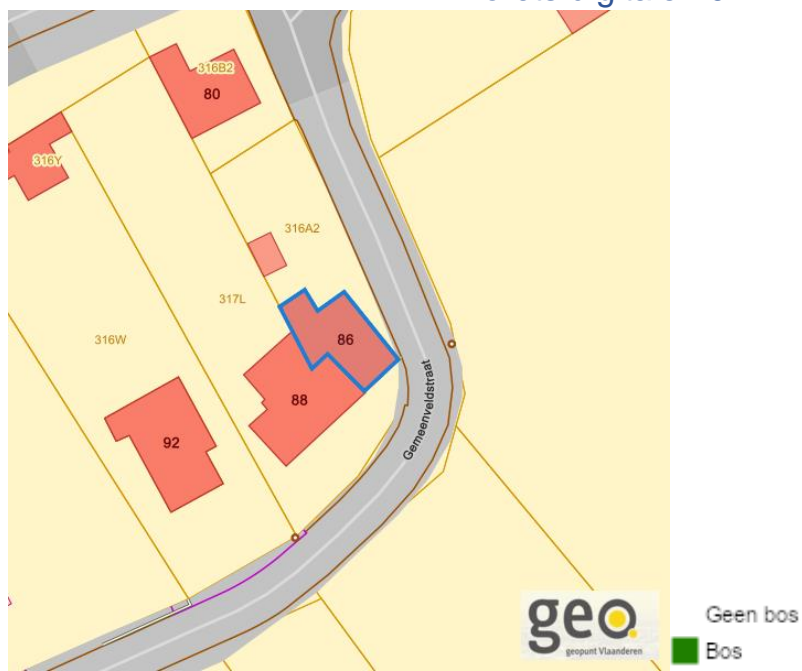 316B2
80
316Y
316A2
317L
316W
86
88
92
Gemeenveldstraat
geo
geopunt Vlaanderen
Geen bos
Bos